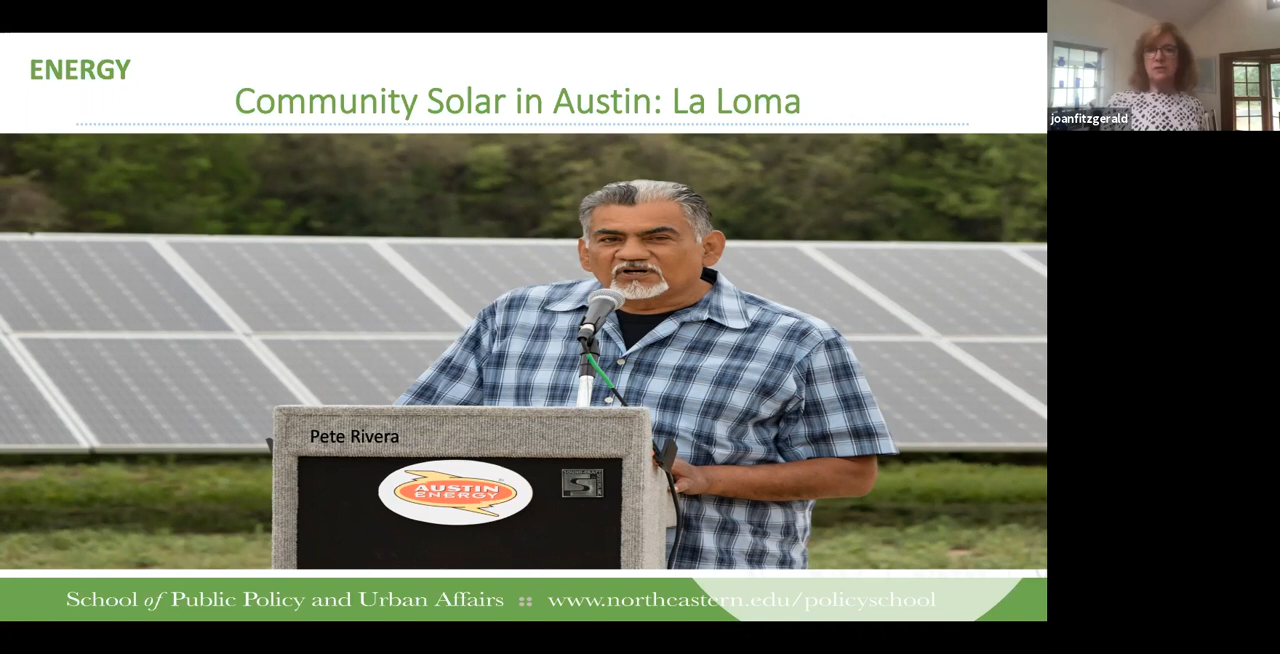 ENERGY
Community Solar in Austin: La Loma
joanfitzgerald
Pete Rivera
AUSTIN
ENERGY
S
School of Public Policy and Urban Affairs :: www.northeastern.edu/policyschool